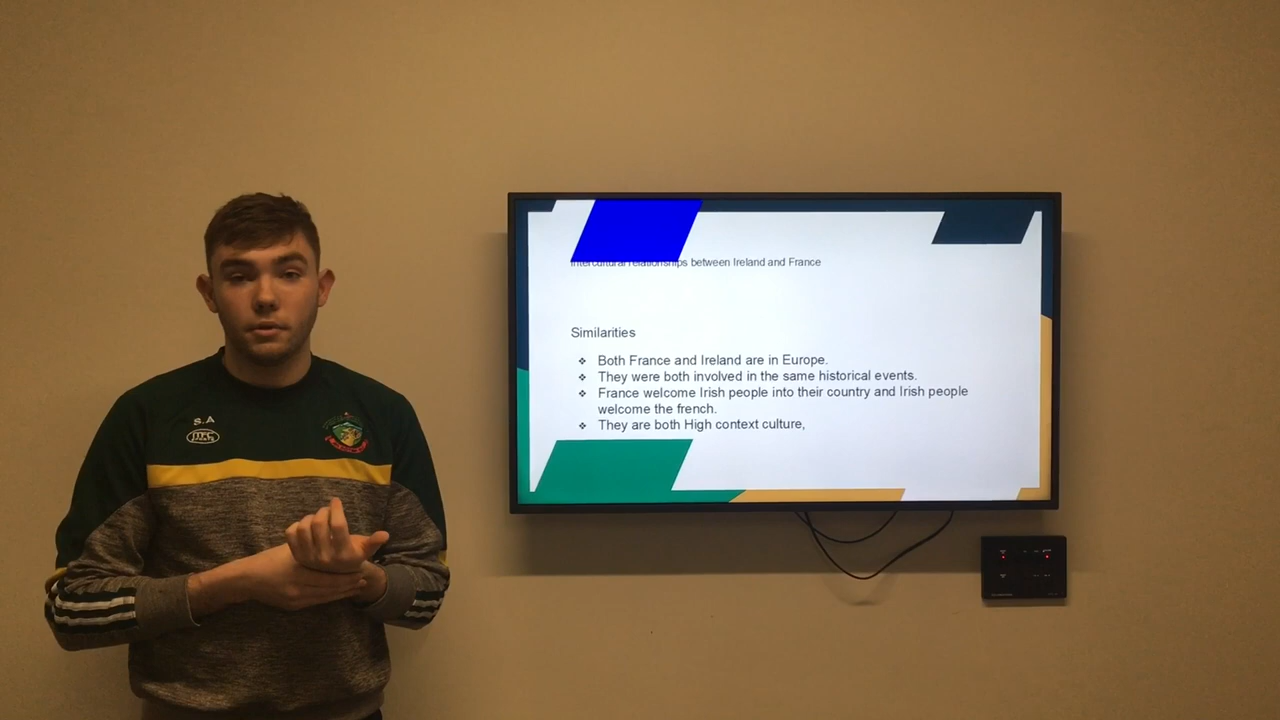 Intercultural relationships between Ireland and France
Similarities
❖ Both France and Ireland are in Europe.
❖ They were both involved in the same historical events.
❖ France welcome Irish people into their country and Irish people
welcome the french.
❖ They are both High context culture,
S.A